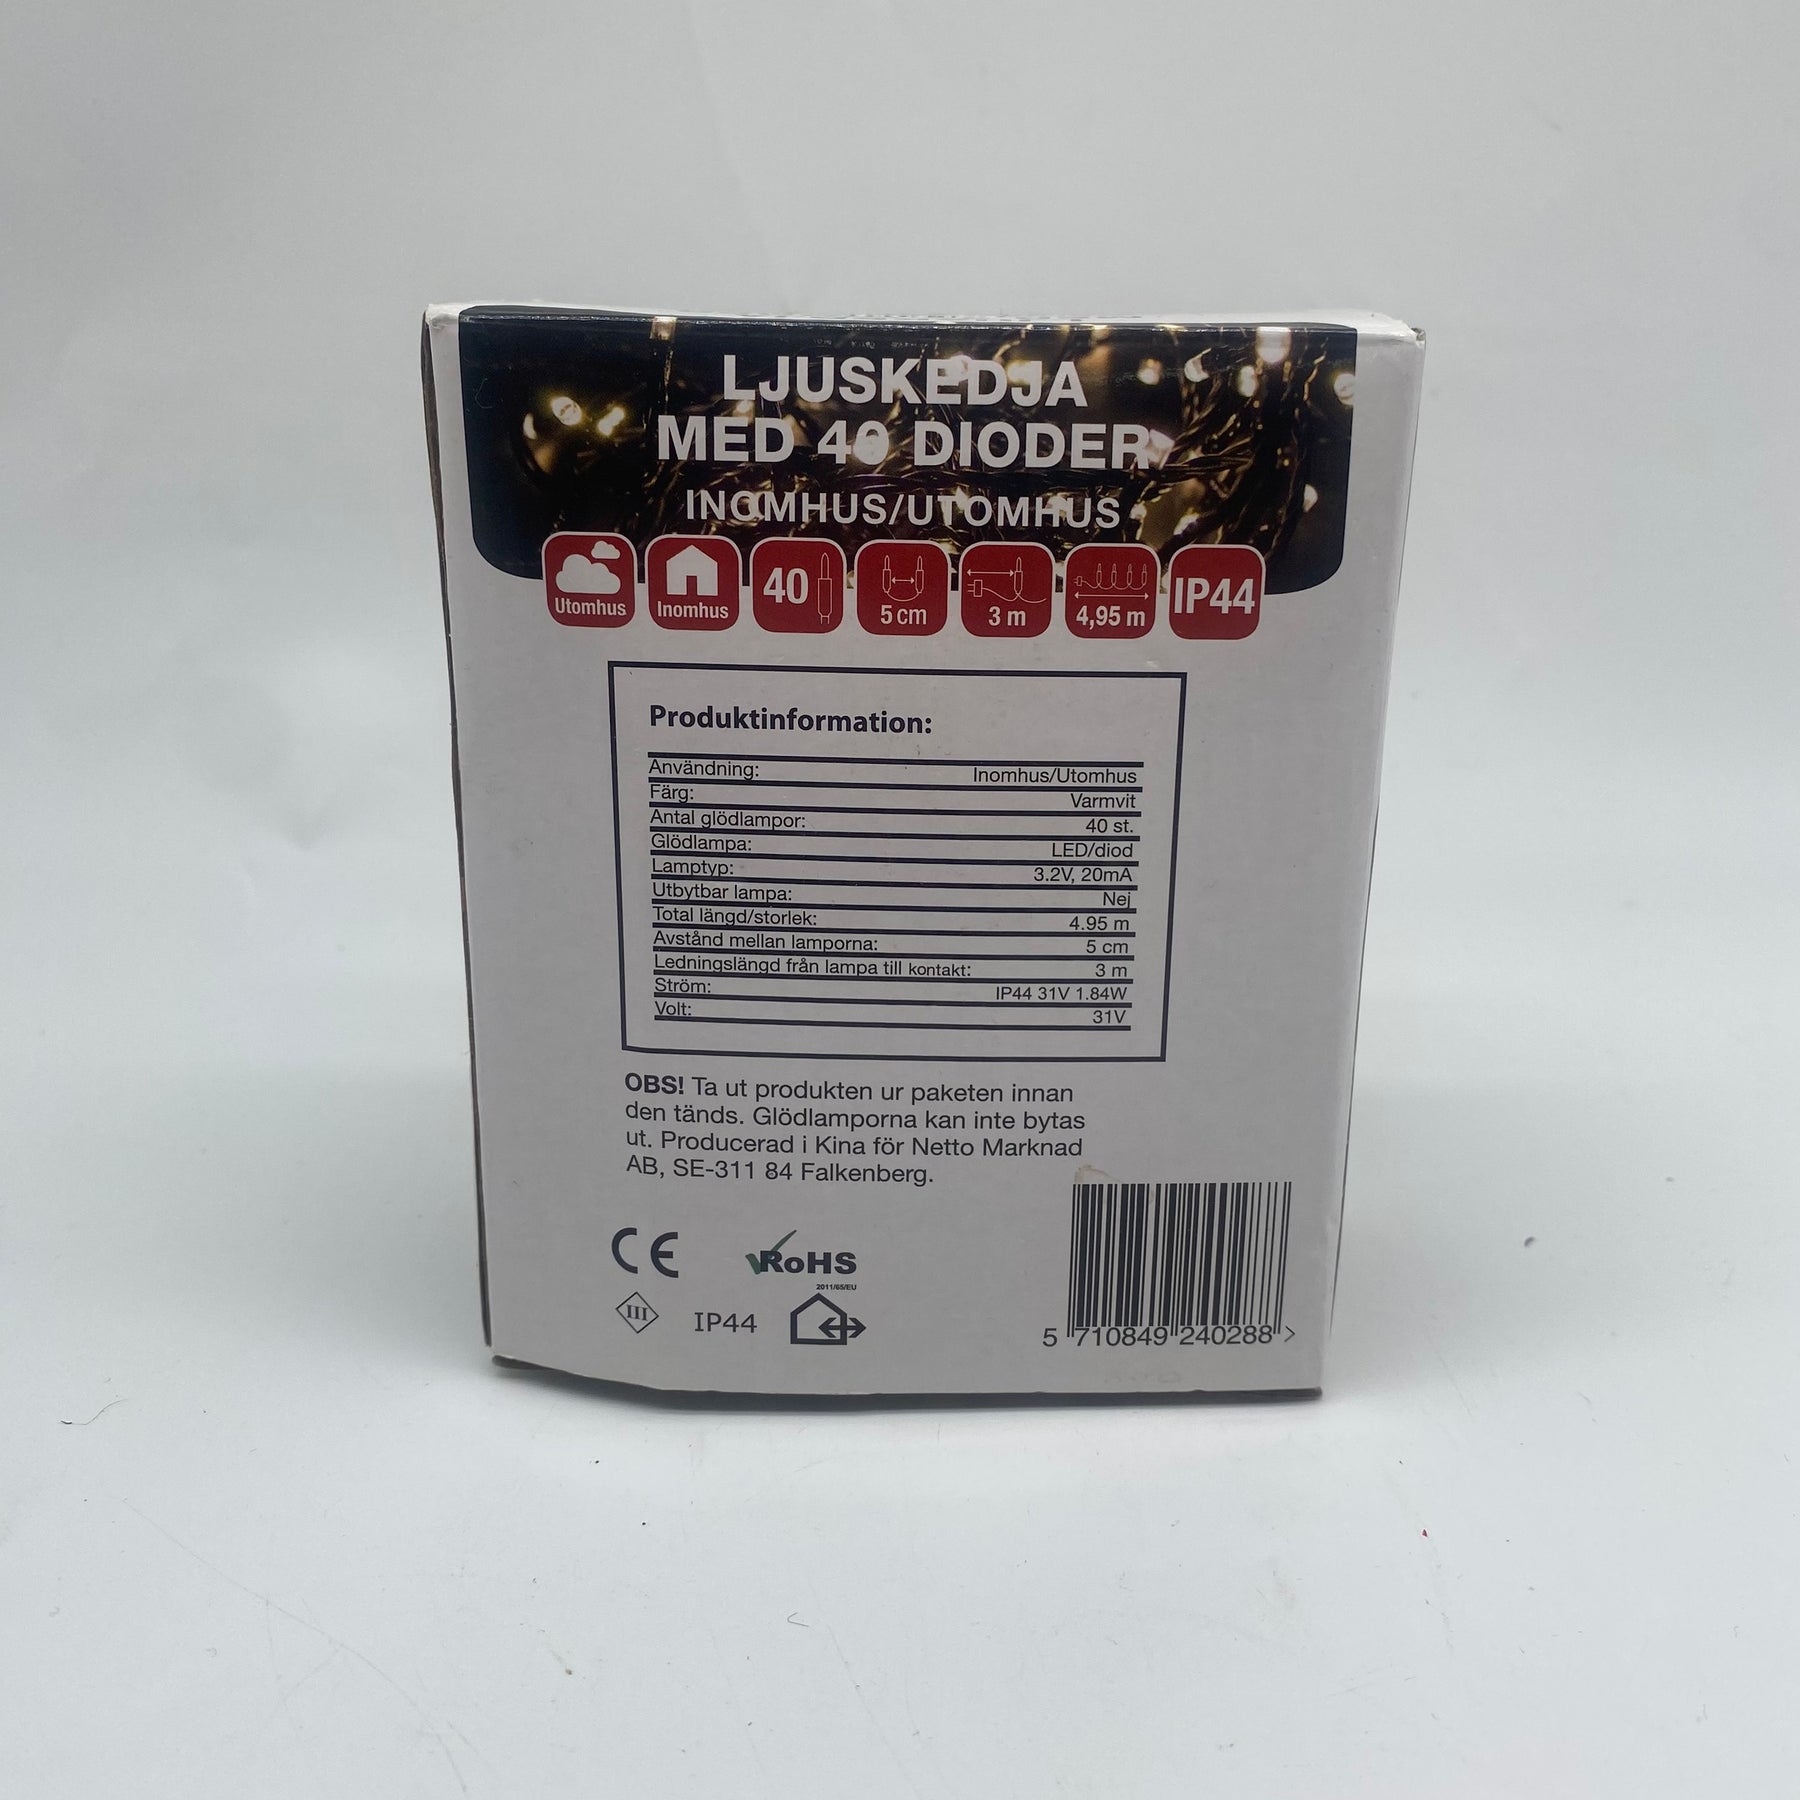 LJUSKEDJA
MED 40 DIODER
INOMHUS/UTOMHUS
Utomhus
Inomhus
40
5 cm
3 m
4,95 m
IP44
Produktinformation:
Användning: Inomhus/Utomhus
Färg: Varmvit
Antal glödlampor: 40 st.
Glödlampa: LED/diod
Lamptyp: 3.2V, 20mA
Utbytbar lampa: Nej
Total längd/storlek: 4.95 m
Avstånd mellan lamporna: 5 cm
Ledningslängd från lampa till kontakt: 3 m
Ström: IP44 31V 1.84W
Volt: 31V
OBS! Ta ut produkten ur paketen innan
den tänds. Glödlamporna kan inte bytas
ut. Producerad i Kina för Netto Marknad
AB, SE-311 84 Falkenberg.
CE
RoHS
2011/65/EU
III
IP44
5 710849 240288 >